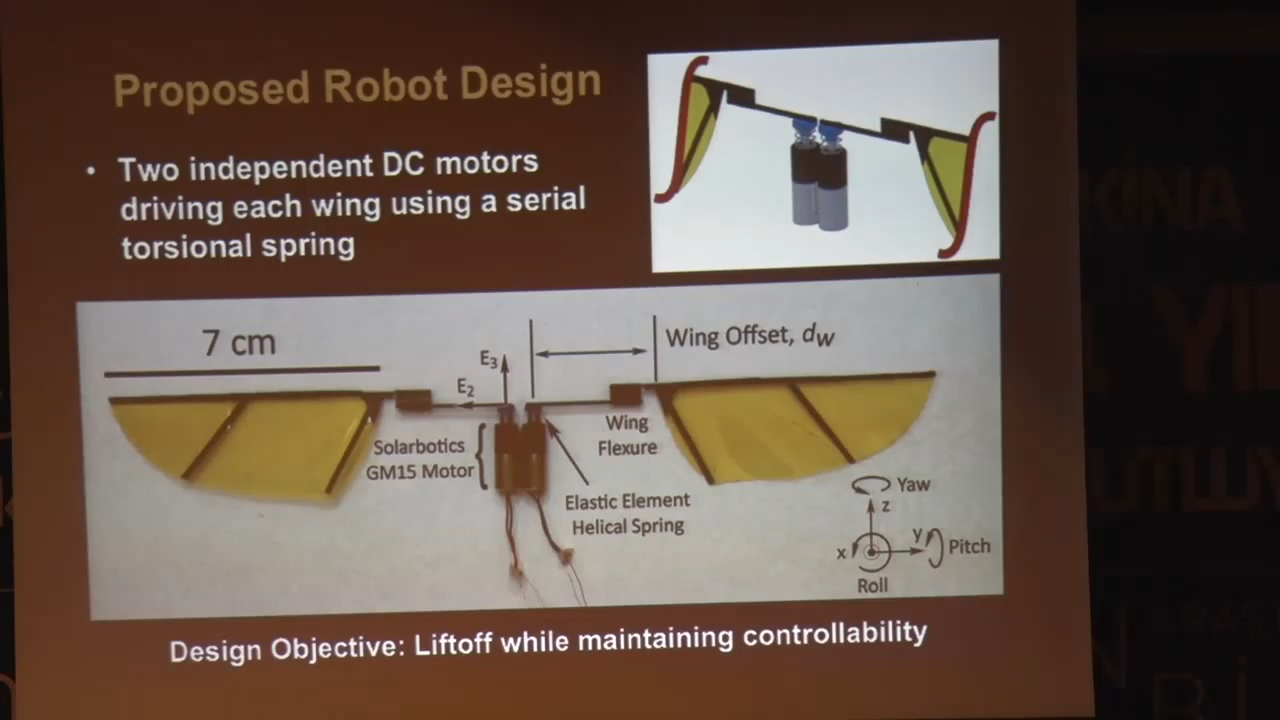 Proposed Robot Design
• Two independent DC motors
driving each wing using a serial
torsional spring
7 cm
E3
E2
Wing Offset, dw
Solarbotics
GM15 Motor
Wing
Flexure
Elastic Element
Helical Spring
Yaw
z
y
x
Pitch
Roll
Design Objective: Liftoff while maintaining controllability